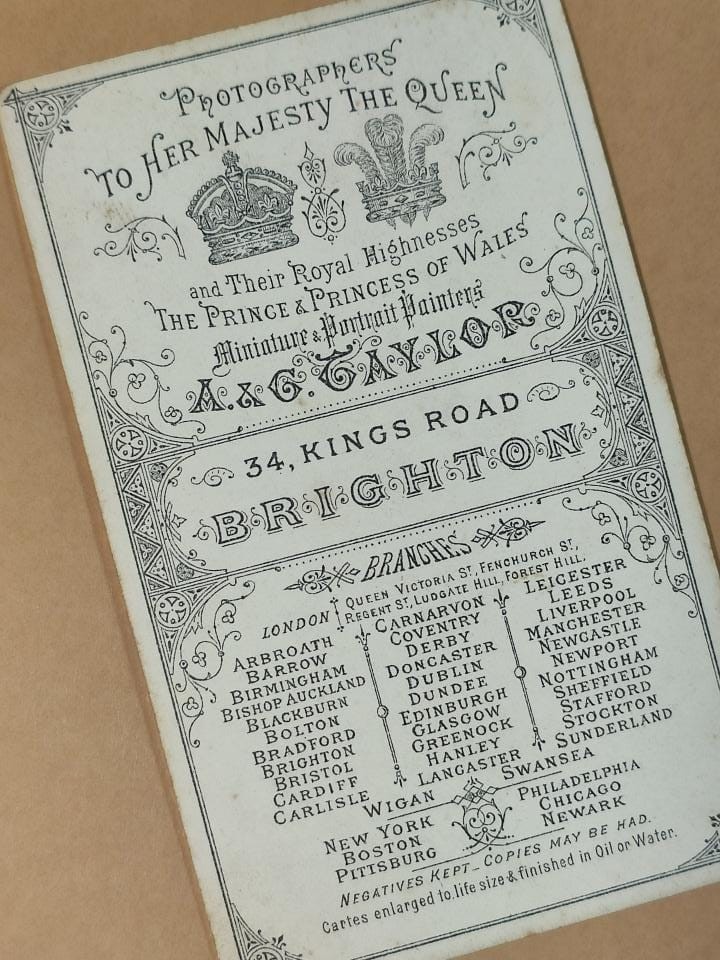 PHOTOGRAPHERS
TO HER MAJESTY THE QUEEN
and Their Royal Highnesses
THE PRINCE & PRINCESS OF WALES
Miniature & Portrait Painters
A. & G. TAYLOR
34, KINGS ROAD
BRIGHTON
BRANCHES
LONDON
QUEEN VICTORIA ST, FENCHURCH ST,
REGENT ST, LUDGATE HILL, FOREST HILL.
ARBROATH
BARROW
BIRMINGHAM
BISHOP AUCKLAND
BLACKBURN
BOLTON
BRADFORD
BRIGHTON
BRISTOL
CARDIFF
CARLISLE
CARNARVON
COVENTRY
DERBY
DONCASTER
DUBLIN
DUNDEE
EDINBURGH
GLASGOW
GREENOCK
HANLEY
LANCASTER
LEICESTER
LEEDS
LIVERPOOL
MANCHESTER
NEWCASTLE
NEWPORT
NOTTINGHAM
SHEFFIELD
STAFFORD
STOCKTON
SUNDERLAND
WIGAN
SWANSEA
NEW YORK
BOSTON
PITTSBURG
PHILADELPHIA
CHICAGO
NEWARK
NEGATIVES KEPT_COPIES MAY BE HAD.
Cartes enlarged to life size & finished in Oil or Water.